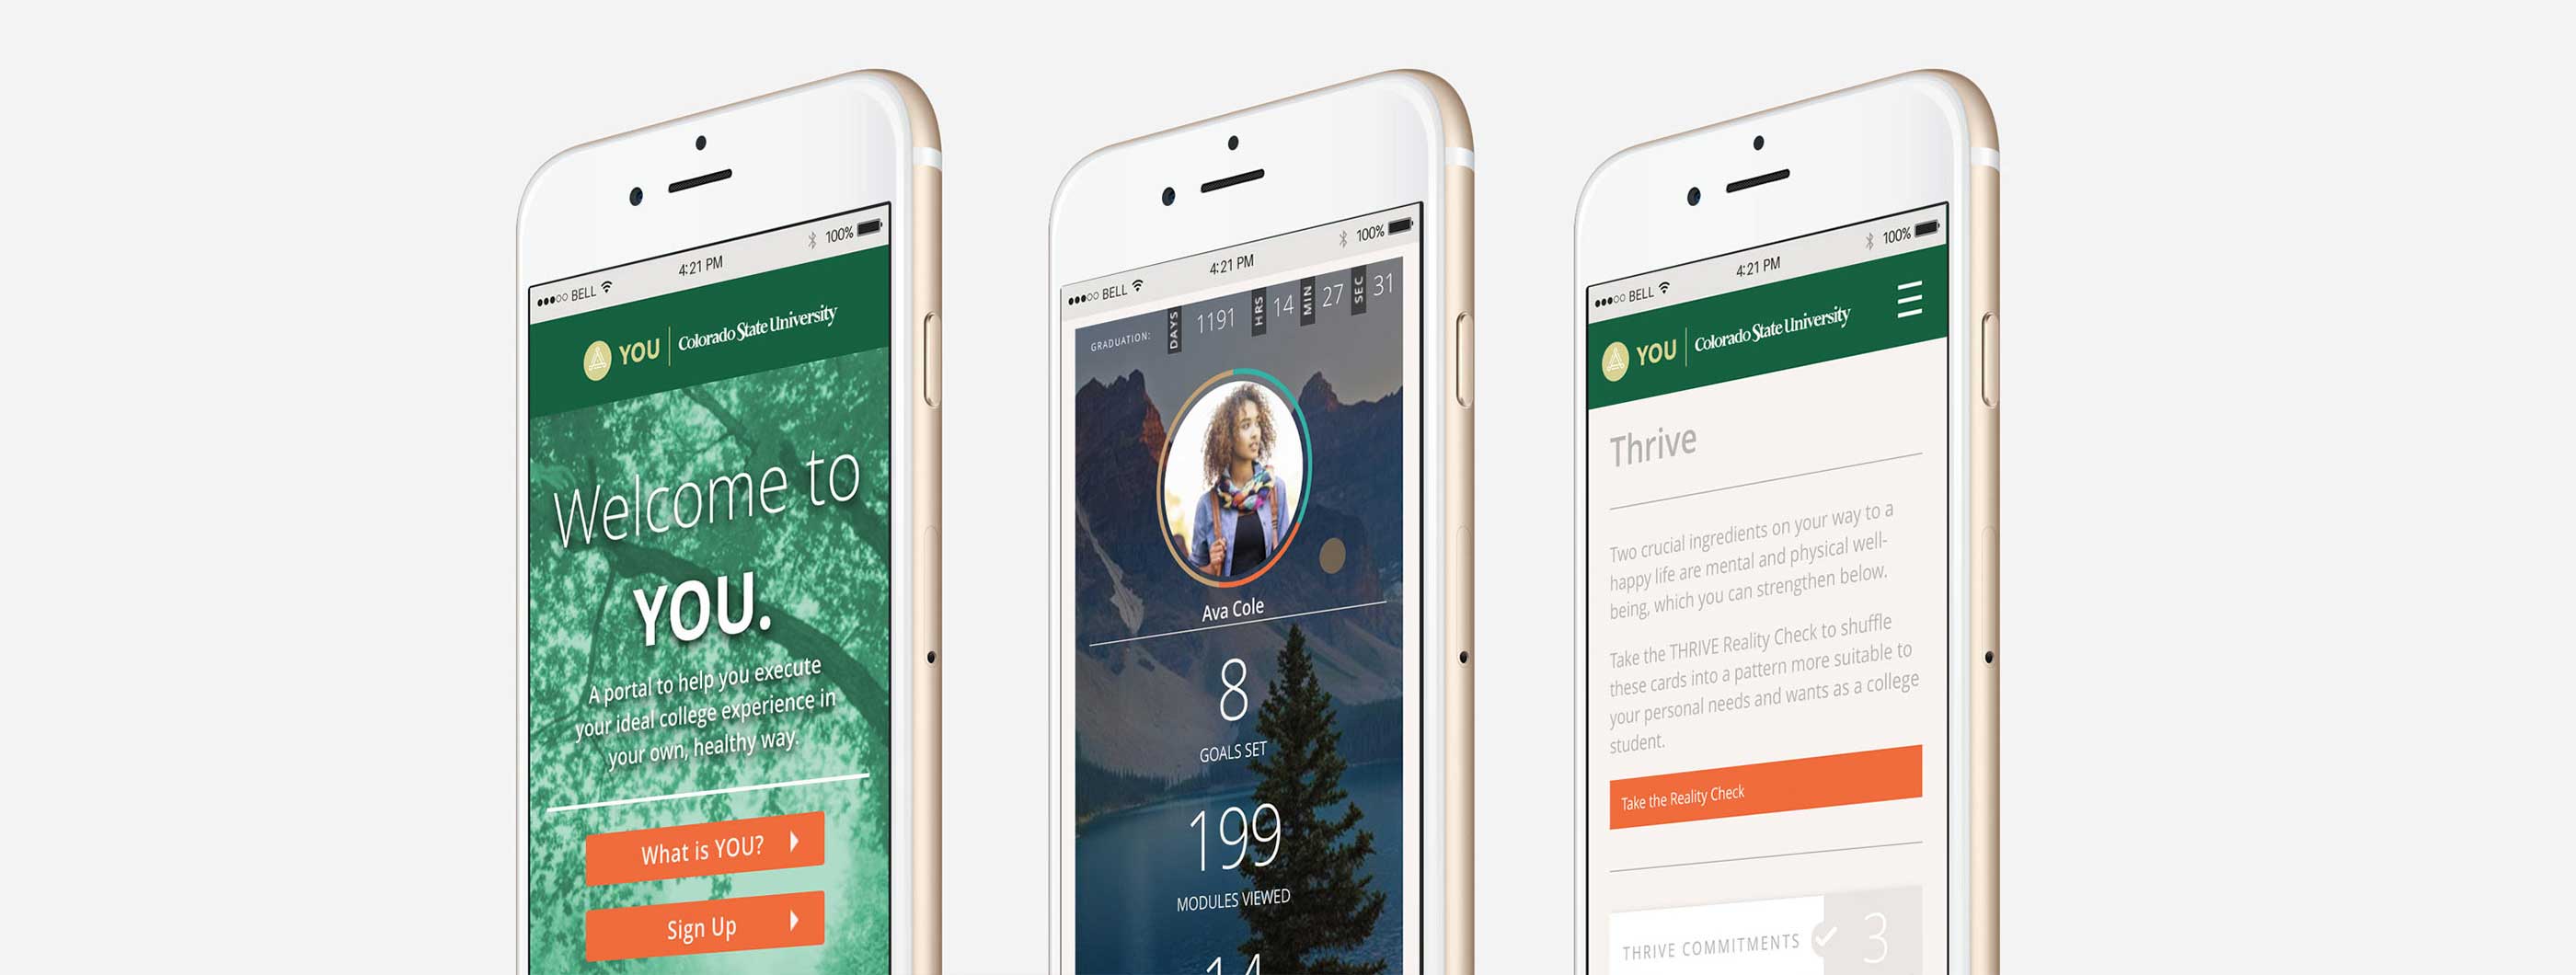 BELL 4:21 PM 100%
YOU Colorado State University
Welcome to
YOU.
A portal to help you execute
your ideal college experience in
your own, healthy way.
What is YOU?
Sign Up
BELL 4:21 PM 100%
GRADUATION: DAYS 1191 HRS 14 MIN 27 SEC 31
Ava Cole
8
GOALS SET
199
MODULES VIEWED
14
BELL 4:21 PM 100%
YOU Colorado State University
Thrive
Two crucial ingredients on your way to a
happy life are mental and physical well-
being, which you can strengthen below.
Take the THRIVE Reality Check to shuffle
these cards into a pattern more suitable to
your personal needs and wants as a college
student.
Take the Reality Check
THRIVE COMMITMENTS 3